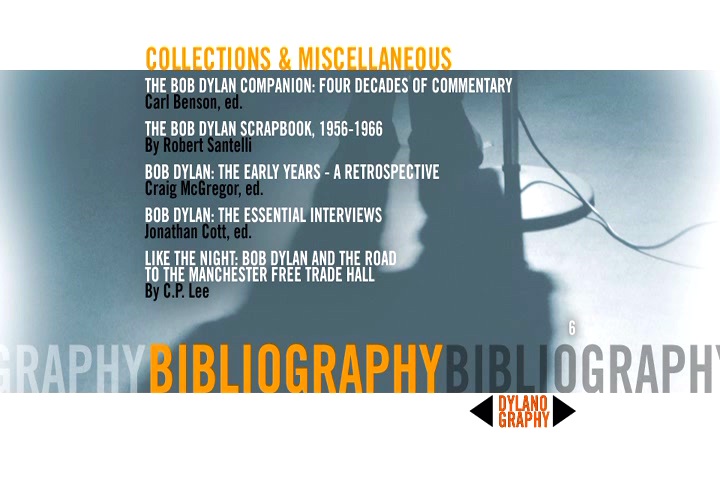 COLLECTIONS & MISCELLANEOUS
THE BOB DYLAN COMPANION: FOUR DECADES OF COMMENTARY
Carl Benson, ed.
THE BOB DYLAN SCRAPBOOK, 1956-1966
By Robert Santelli
BOB DYLAN: THE EARLY YEARS - A RETROSPECTIVE
Craig McGregor, ed.
BOB DYLAN: THE ESSENTIAL INTERVIEWS
Jonathan Cott, ed.
LIKE THE NIGHT: BOB DYLAN AND THE ROAD
TO THE MANCHESTER FREE TRADE HALL
By C.P. Lee
6
GRAPHYBIBLIOGRAPHYBIBLIOGRAPHY
DYLANO
GRAPHY